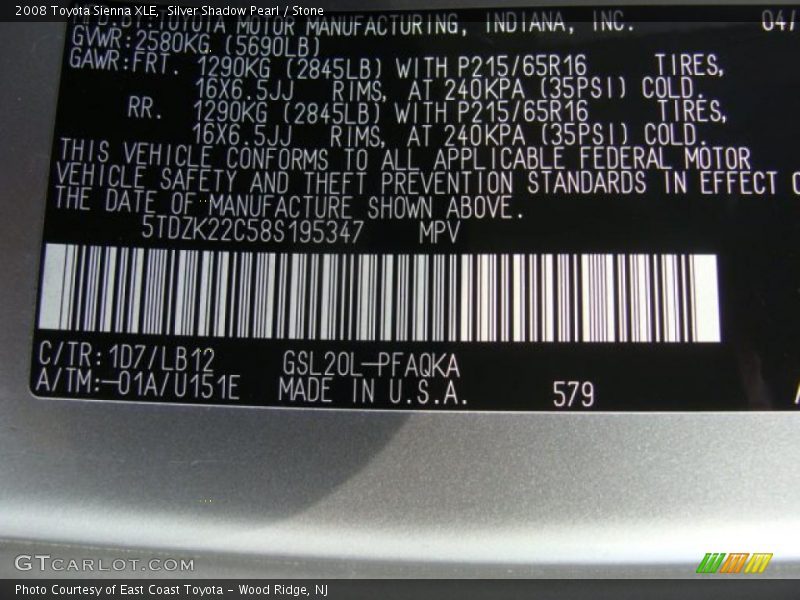 2008 Toyota Sienna XLE, - Silver Shadow Pearl / Stone
MFD.BY:TOYOTA MOTOR MANUFACTURING, INDIANA, INC. 04/
GVWR:2580KG (5690LB)
GAWR:FRT. 1290KG (2845LB) WITH P215/65R16 TIRES,
16X6.5JJ RIMS, AT 240KPA (35PSI) COLD.
RR. 1290KG (2845LB) WITH P215/65R16 TIRES,
16X6.5JJ RIMS, AT 240KPA (35PSI) COLD.
THIS VEHICLE CONFORMS TO ALL APPLICABLE FEDERAL MOTOR
VEHICLE SAFETY AND THEFT PREVENTION STANDARDS IN EFFECT
THE DATE OF MANUFACTURE SHOWN ABOVE.
5TDZK22C58S195347 MPV
C/TR:1D7/LB12 GSL20L-PFAQKA
A/TM:-01A/U151E MADE IN U.S.A. 579
GTCARLOT.COM
Photo Courtesy of East Coast Toyota - Wood Ridge, NJ